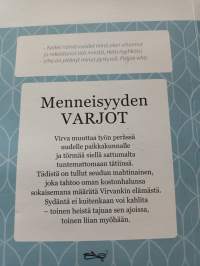 Menneisyyden
VARJOT
Virva muuttaa työn perässä
uudelle paikkakunnalle
ja törmää siellä sattumalta
tuntemattomaan tätiinsä.
Tädistä on tullut seudun mahtinainen,
joka tahtoo oman kostonhalunsa
sokaisemana määrätä Virvankin elämästä.
Sydäntä ei kuitenkaan voi kahlita
– toinen heistä tajuaa sen ajoissa,
toinen liian myöhään.